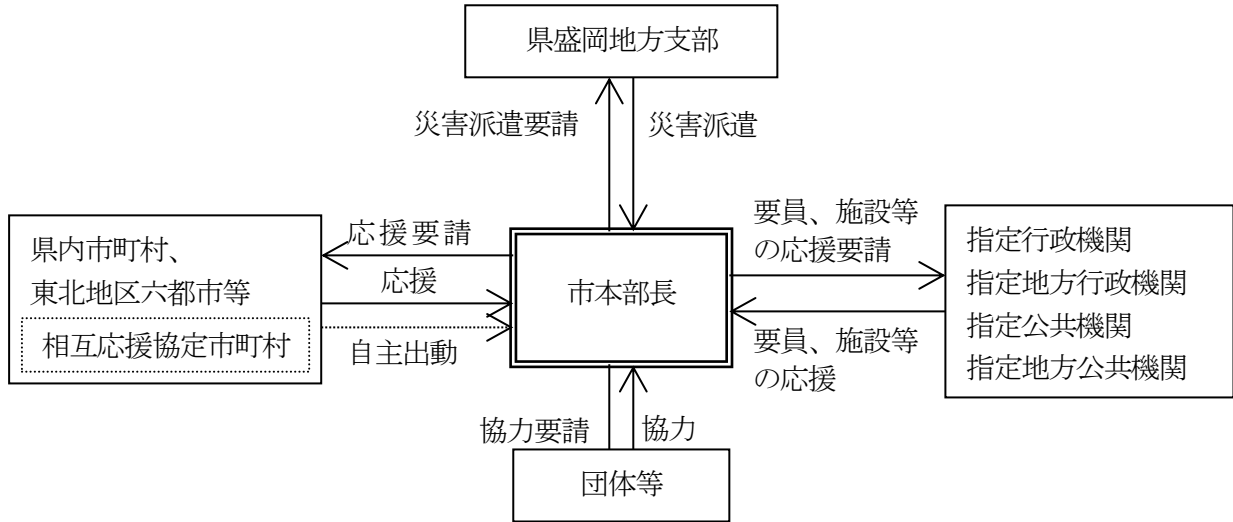 県盛岡地方支部
災害派遣要請
災害派遣
県内市町村、
東北地区六都市等
相互応援協定市町村
応援要請
応援
自主出動
市本部長
要員、施設等
の応援要請
要員、施設等
の応援
指定行政機関
指定地方行政機関
指定公共機関
指定地方公共機関
協力要請
協力
団体等